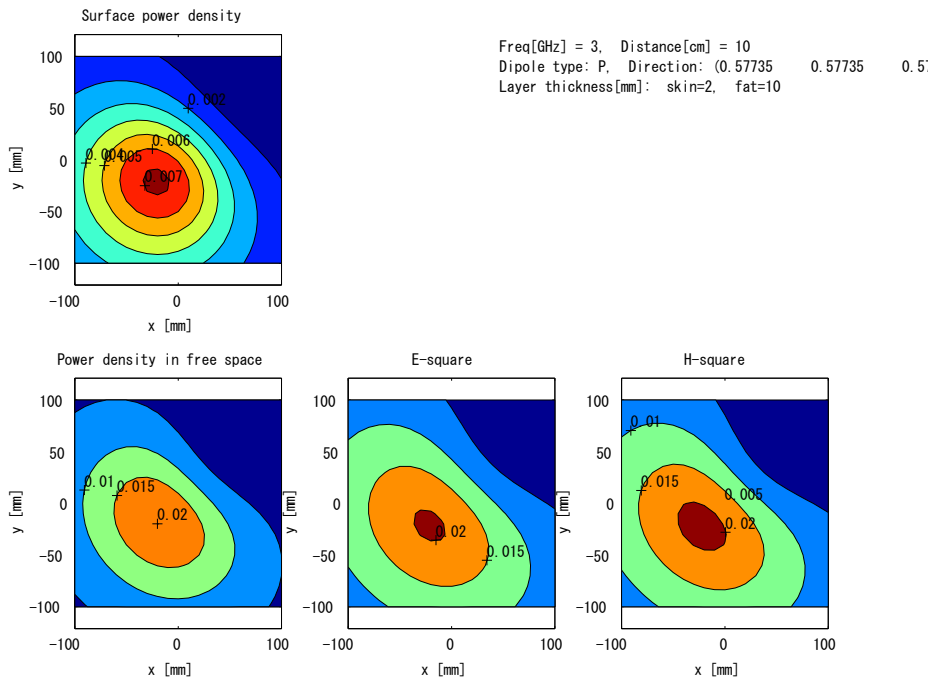 Surface power density
Freq[GHz] = 3, Distance[cm] = 10
Dipole type: P, Direction: (0.57735 0.57735 0.57
Layer thickness[mm]: skin=2, fat=10
100
50
0
-50
-100
y [mm]
0.002
0.006
0.004
0.005
0.007
-100 0 100
x [mm]
Power density in free space
100
50
0
-50
-100
y [mm]
0.01
0.015
0.02
-100 0 100
x [mm]
E-square
100
50
0
-50
-100
y [mm]
0.02
0.015
-100 0 100
x [mm]
H-square
100
50
0
-50
-100
y [mm]
0.01
0.015
0.005
0.02
-100 0 100
x [mm]